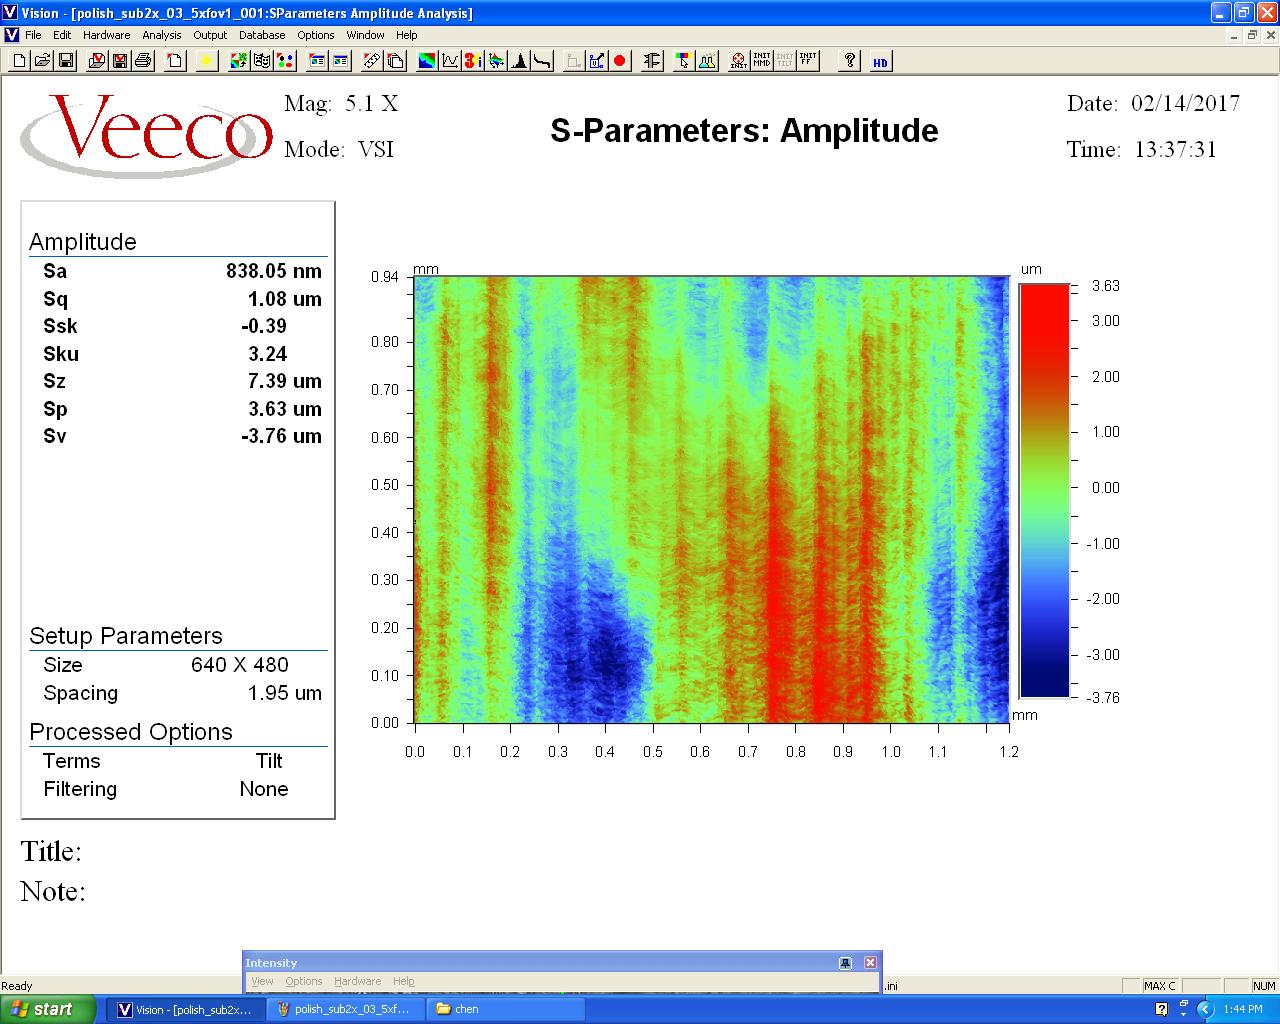 Vision - [polish_sub2x_03_5xfov1_001:SParameters Amplitude Analysis]
File Edit Hardware Analysis Output Database Options Window Help
INIT INIT MMD INIT TILT INIT FF ? HD
Veeco
Mag: 5.1 X
Mode: VSI
S-Parameters: Amplitude
Date: 02/14/2017
Time: 13:37:31
Amplitude
Sa 838.05 nm
Sq 1.08 um
Ssk -0.39
Sku 3.24
Sz 7.39 um
Sp 3.63 um
Sv -3.76 um
Setup Parameters
Size 640 X 480
Spacing 1.95 um
Processed Options
Terms Tilt
Filtering None
mm
0.94
0.80
0.70
0.60
0.50
0.40
0.30
0.20
0.10
0.00
0.0 0.1 0.2 0.3 0.4 0.5 0.6 0.7 0.8 0.9 1.0 1.1 1.2
mm
um
3.63
3.00
2.00
1.00
0.00
-1.00
-2.00
-3.00
-3.76
Title:
Note:
Intensity
View Options Hardware Help
Ready .ini MAX C NUM
start Vision - [polish_sub2x... polish_sub2x_03_5xf... chen 1:44 PM